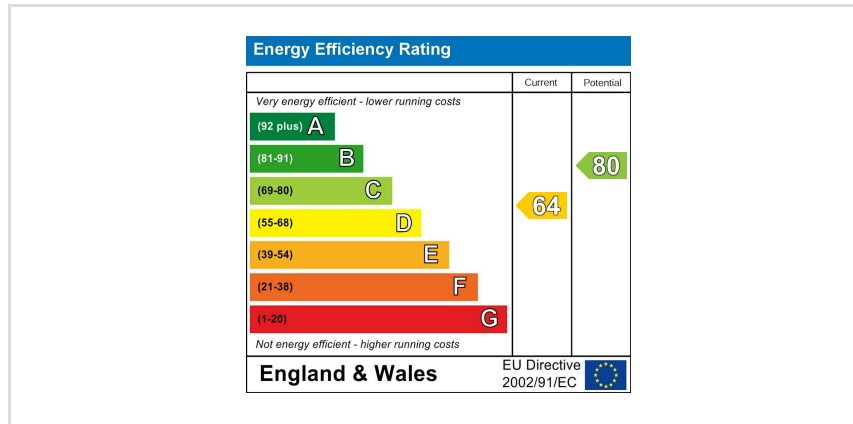 Energy Efficiency Rating
Current Potential
Very energy efficient - lower running costs
(92 plus) A
(81-91) B
(69-80) C
(55-68) D
(39-54) E
(21-38) F
(1-20) G
64
80
Not energy efficient - higher running costs
England & Wales
EU Directive
2002/91/EC